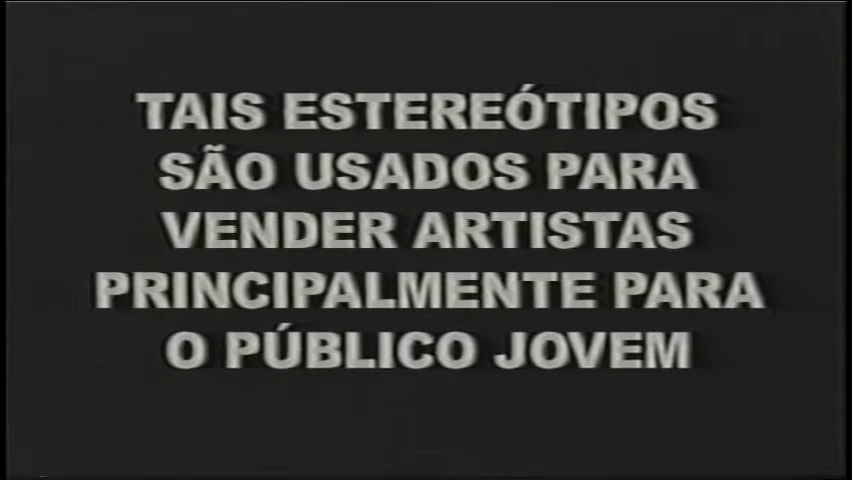 TAIS ESTEREÓTIPOS
SÃO USADOS PARA
VENDER ARTISTAS
PRINCIPALMENTE PARA
O PÚBLICO JOVEM